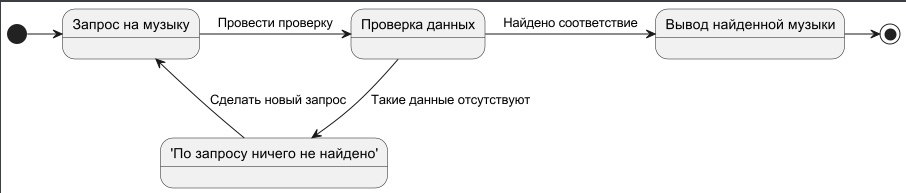 Запрос на музыку
Провести проверку
Проверка данных
Найдено соответствие
Вывод найденной музыки
Сделать новый запрос
Такие данные отсутствуют
'По запросу ничего не найдено'